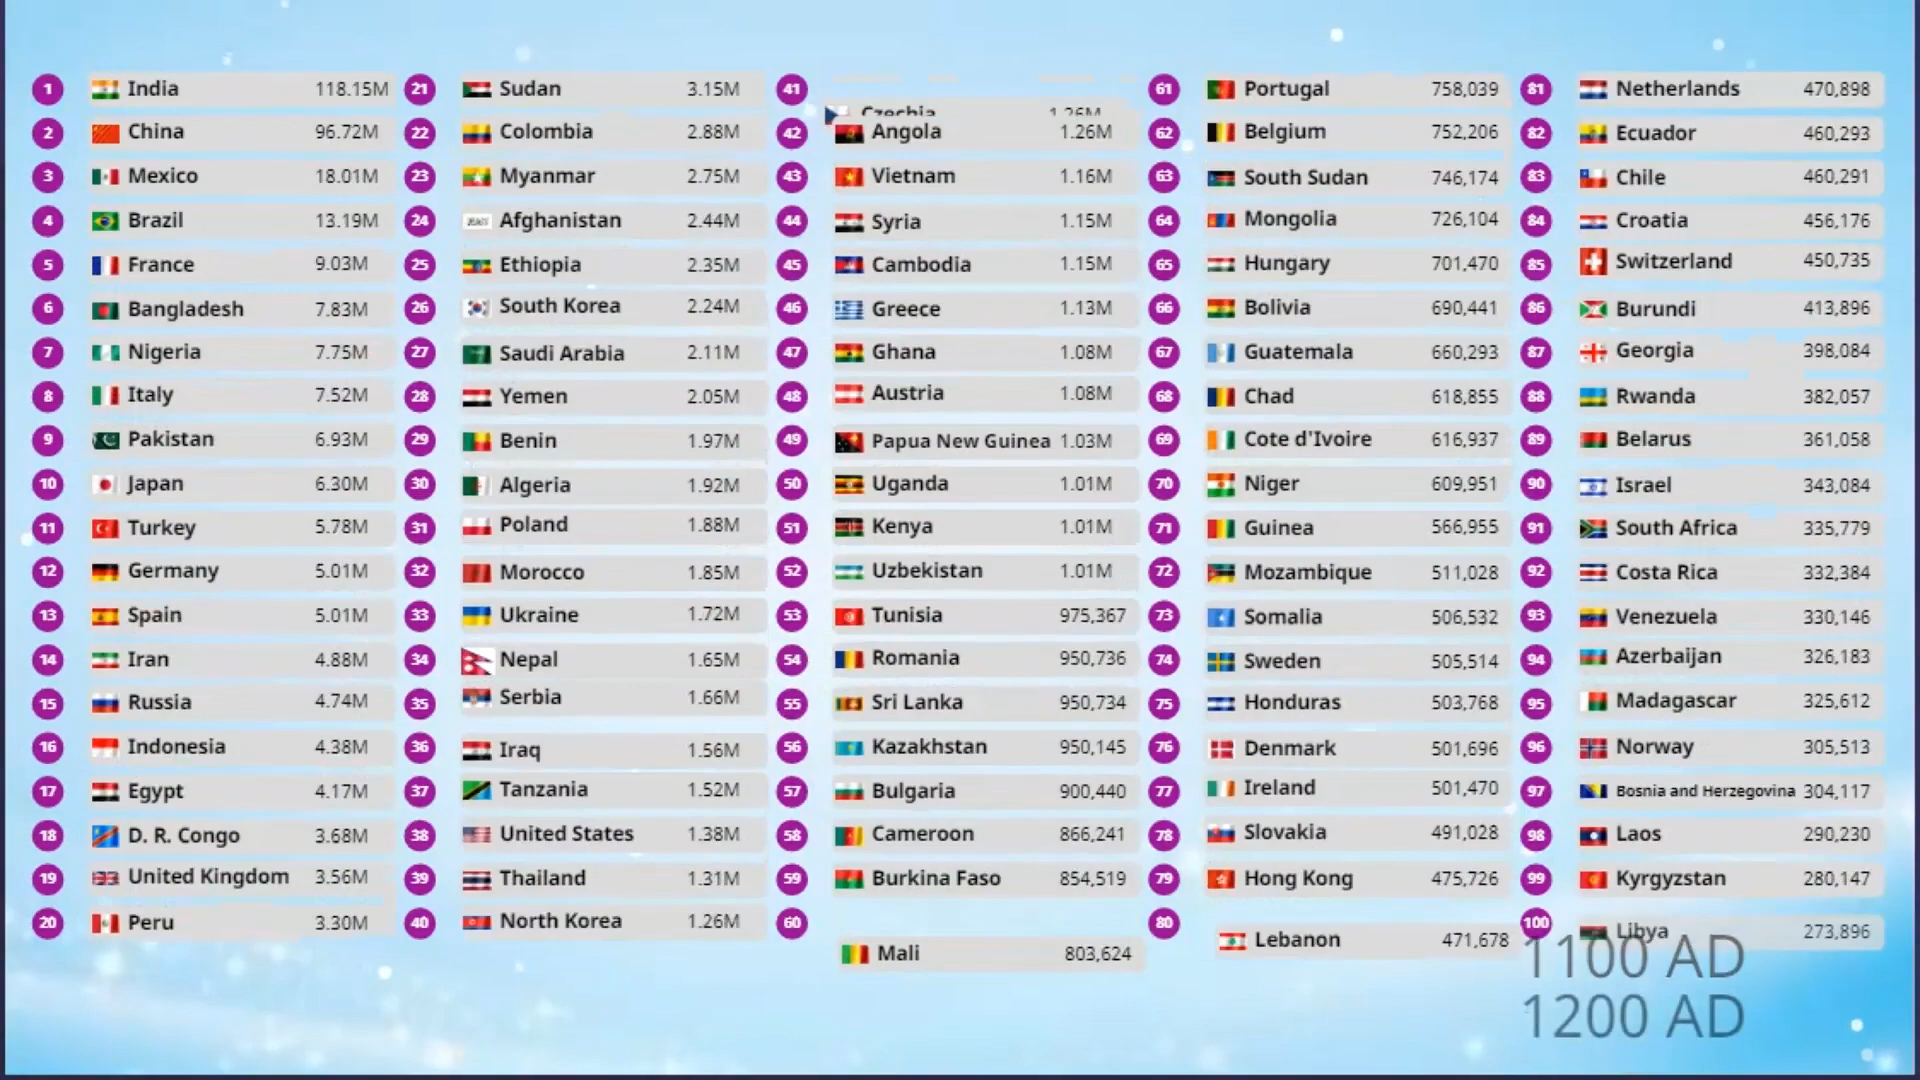 1 India 118.15M
2 China 96.72M
3 Mexico 18.01M
4 Brazil 13.19M
5 France 9.03M
6 Bangladesh 7.83M
7 Nigeria 7.75M
8 Italy 7.52M
9 Pakistan 6.93M
10 Japan 6.30M
11 Turkey 5.78M
12 Germany 5.01M
13 Spain 5.01M
14 Iran 4.88M
15 Russia 4.74M
16 Indonesia 4.38M
17 Egypt 4.17M
18 D. R. Congo 3.68M
19 United Kingdom 3.56M
20 Peru 3.30M
21 Sudan 3.15M
22 Colombia 2.88M
23 Myanmar 2.75M
24 Afghanistan 2.44M
25 Ethiopia 2.35M
26 South Korea 2.24M
27 Saudi Arabia 2.11M
28 Yemen 2.05M
29 Benin 1.97M
30 Algeria 1.92M
31 Poland 1.88M
32 Morocco 1.85M
33 Ukraine 1.72M
34 Nepal 1.65M
35 Serbia 1.66M
36 Iraq 1.56M
37 Tanzania 1.52M
38 United States 1.38M
39 Thailand 1.31M
40 North Korea 1.26M
41 Czechia 1.26M
42 Angola 1.26M
43 Vietnam 1.16M
44 Syria 1.15M
45 Cambodia 1.15M
46 Greece 1.13M
47 Ghana 1.08M
48 Austria 1.08M
49 Papua New Guinea 1.03M
50 Uganda 1.01M
51 Kenya 1.01M
52 Uzbekistan 1.01M
53 Tunisia 975,367
54 Romania 950,736
55 Sri Lanka 950,734
56 Kazakhstan 950,145
57 Bulgaria 900,440
58 Cameroon 866,241
59 Burkina Faso 854,519
60 Mali 803,624
61 Portugal 758,039
62 Belgium 752,206
63 South Sudan 746,174
64 Mongolia 726,104
65 Hungary 701,470
66 Bolivia 690,441
67 Guatemala 660,293
68 Chad 618,855
69 Cote d'Ivoire 616,937
70 Niger 609,951
71 Guinea 566,955
72 Mozambique 511,028
73 Somalia 506,532
74 Sweden 505,514
75 Honduras 503,768
76 Denmark 501,696
77 Ireland 501,470
78 Slovakia 491,028
79 Hong Kong 475,726
80 Lebanon 471,678
81 Netherlands 470,898
82 Ecuador 460,293
83 Chile 460,291
84 Croatia 456,176
85 Switzerland 450,735
86 Burundi 413,896
87 Georgia 398,084
88 Rwanda 382,057
89 Belarus 361,058
90 Israel 343,084
91 South Africa 335,779
92 Costa Rica 332,384
93 Venezuela 330,146
94 Azerbaijan 326,183
95 Madagascar 325,612
96 Norway 305,513
97 Bosnia and Herzegovina 304,117
98 Laos 290,230
99 Kyrgyzstan 280,147
100 Libya 273,896
1100 AD
1200 AD